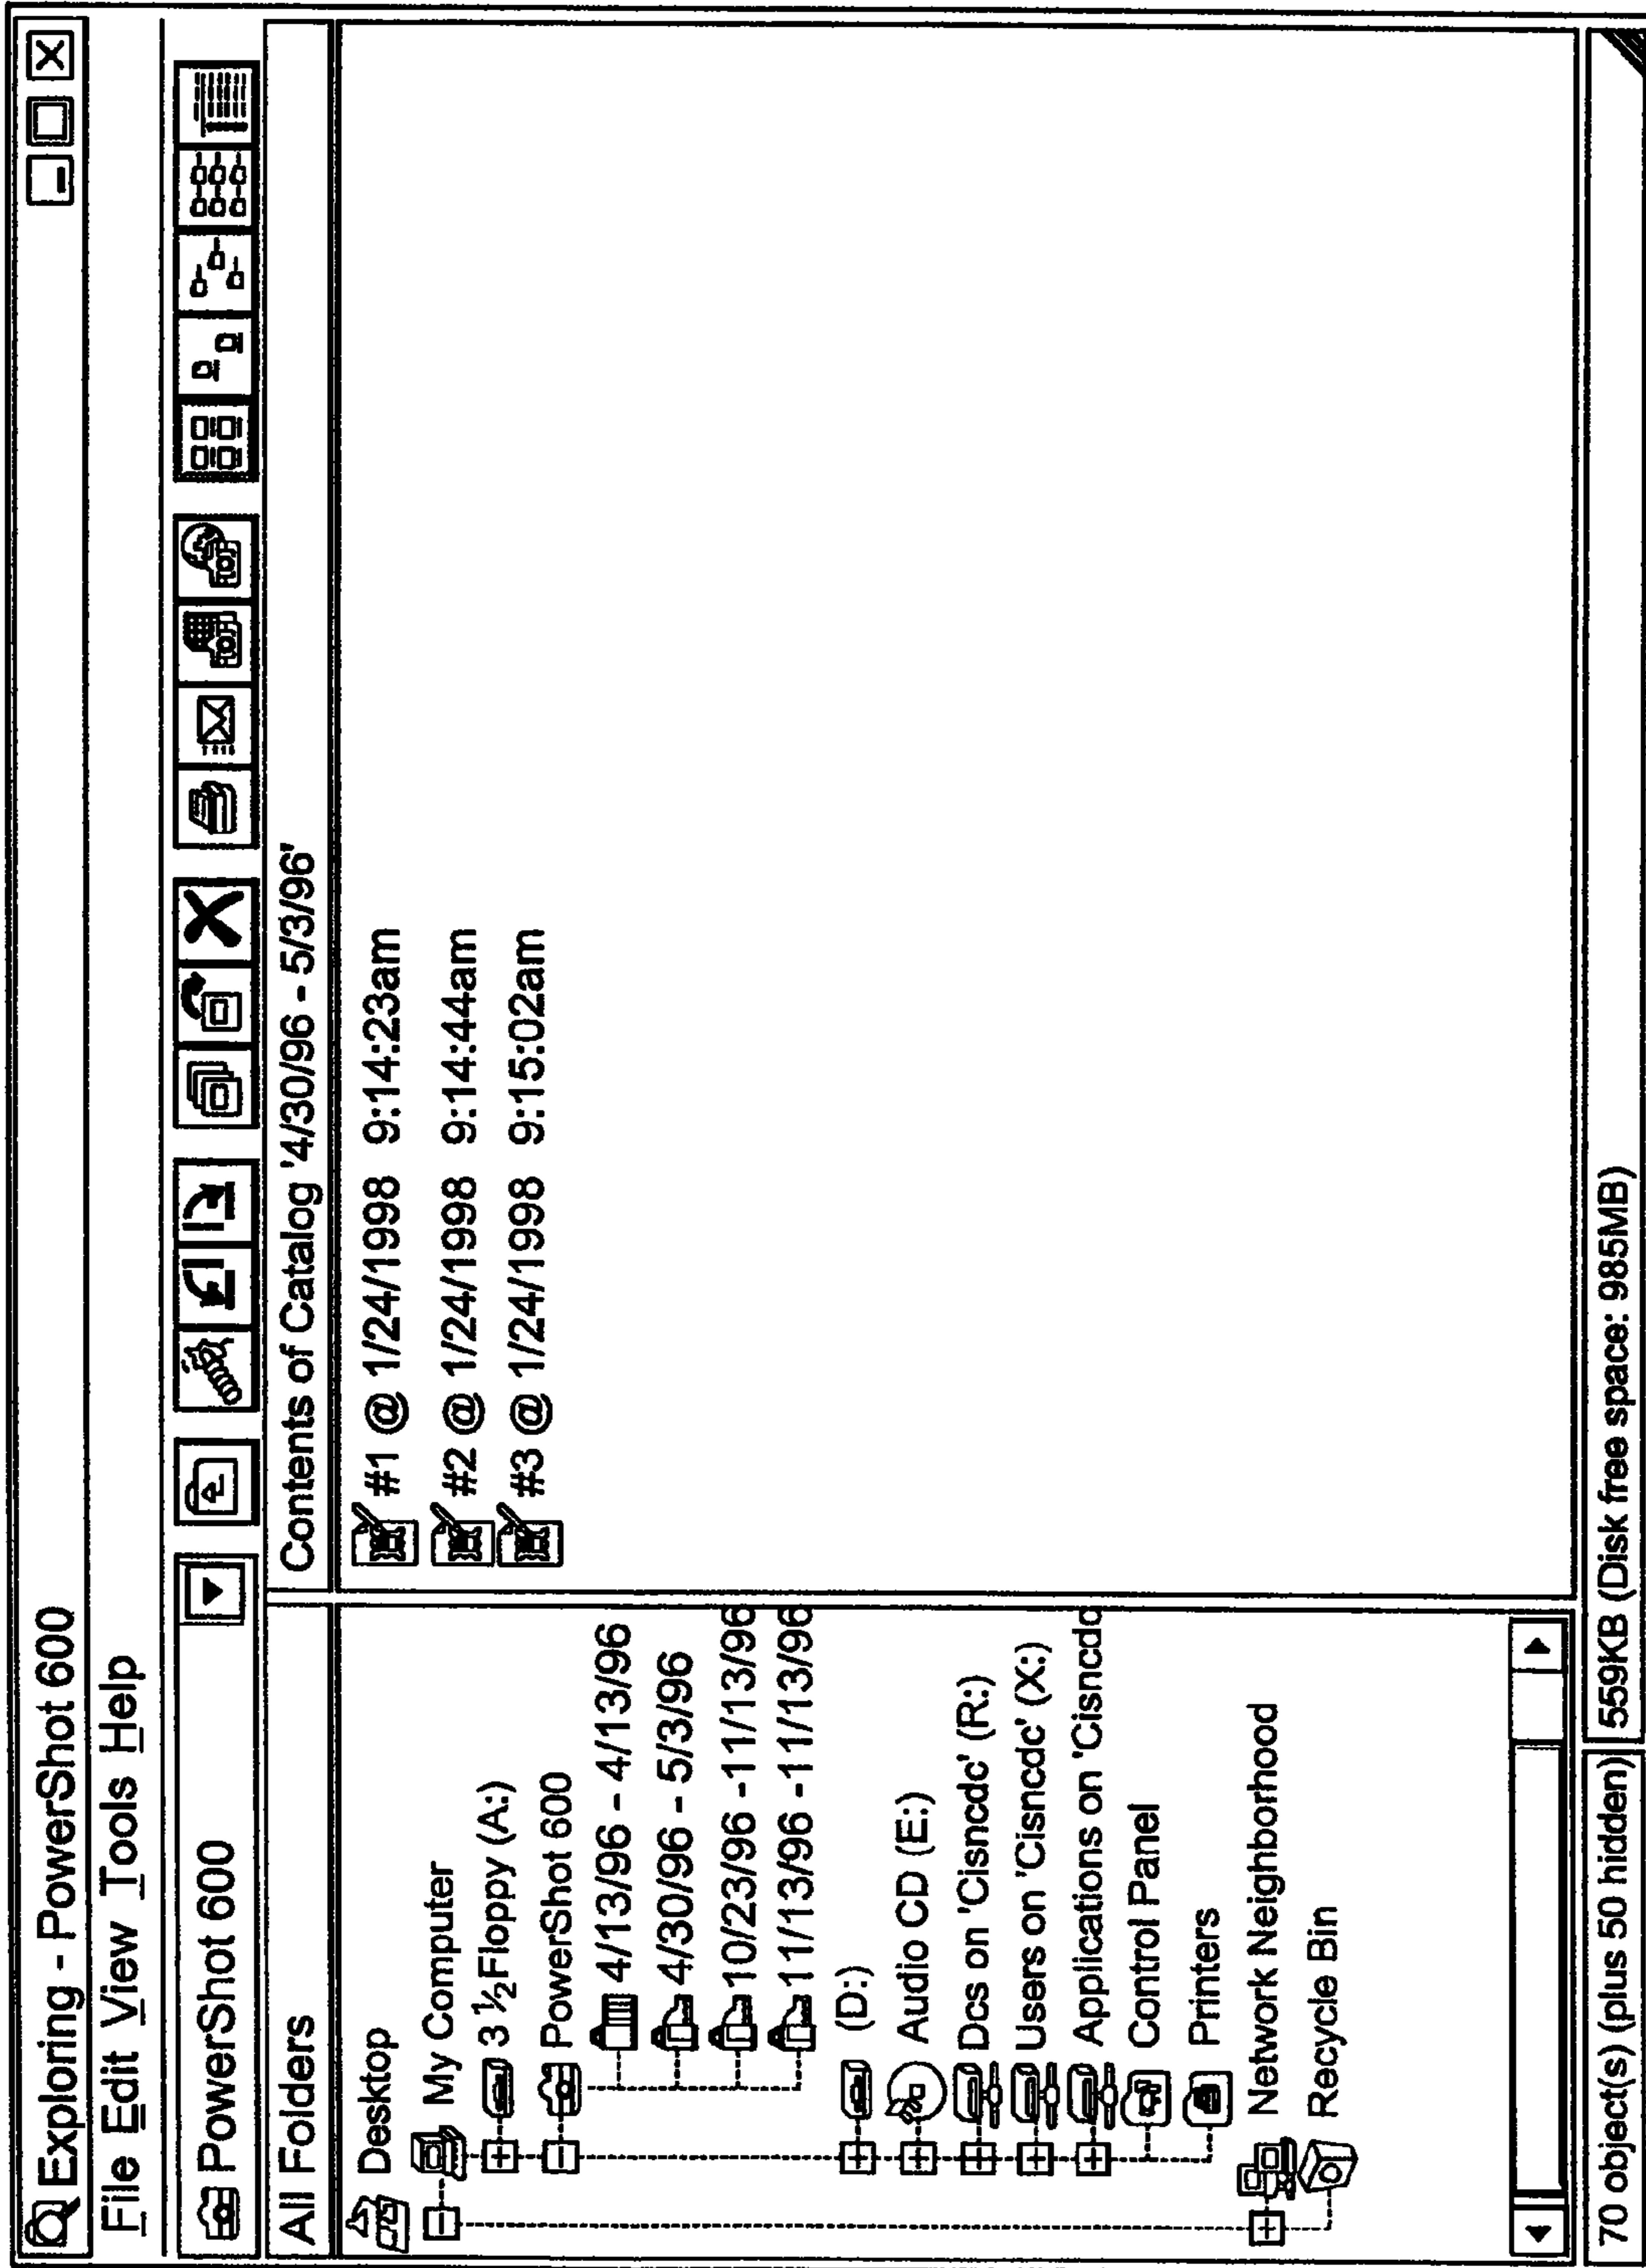 Exploring - PowerShot 600
File Edit View Tools Help
PowerShot 600
All Folders
Desktop
My Computer
3 ½Floppy (A:)
PowerShot 600
4/13/96 - 4/13/96
4/30/96 - 5/3/96
10/23/96 -11/13/96
11/13/96 -11/13/96
(D:)
Audio CD (E:)
Dcs on 'Cisncdc' (R:)
Users on 'Cisncdc' (X:)
Applications on 'Cisncdc
Control Panel
Printers
Network Neighborhood
Recycle Bin
Contents of Catalog '4/30/96 - 5/3/96'
#1 @ 1/24/1998 9:14:23am
#2 @ 1/24/1998 9:14:44am
#3 @ 1/24/1998 9:15:02am
70 object(s) (plus 50 hidden) 559KB (Disk free space: 985MB)